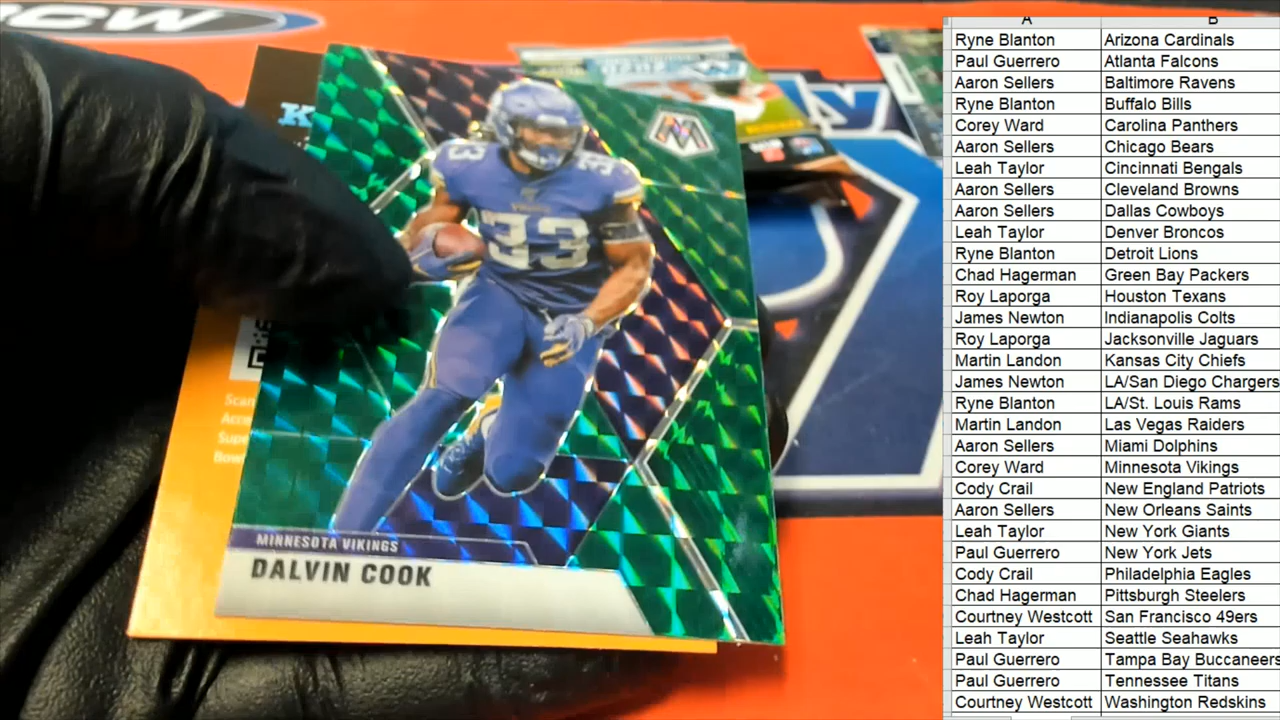 CW
K
33
33
33
M
MINNESOTA VIKINGS
DALVIN COOK
Scan
Acce
Supe
Bow
A B
Ryne Blanton Arizona Cardinals
Paul Guerrero Atlanta Falcons
Aaron Sellers Baltimore Ravens
Ryne Blanton Buffalo Bills
Corey Ward Carolina Panthers
Aaron Sellers Chicago Bears
Leah Taylor Cincinnati Bengals
Aaron Sellers Cleveland Browns
Aaron Sellers Dallas Cowboys
Leah Taylor Denver Broncos
Ryne Blanton Detroit Lions
Chad Hagerman Green Bay Packers
Roy Laporga Houston Texans
James Newton Indianapolis Colts
Roy Laporga Jacksonville Jaguars
Martin Landon Kansas City Chiefs
James Newton LA/San Diego Chargers
Ryne Blanton LA/St. Louis Rams
Martin Landon Las Vegas Raiders
Aaron Sellers Miami Dolphins
Corey Ward Minnesota Vikings
Cody Crail New England Patriots
Aaron Sellers New Orleans Saints
Leah Taylor New York Giants
Paul Guerrero New York Jets
Cody Crail Philadelphia Eagles
Chad Hagerman Pittsburgh Steelers
Courtney Westcott San Francisco 49ers
Leah Taylor Seattle Seahawks
Paul Guerrero Tampa Bay Buccaneers
Paul Guerrero Tennessee Titans
Courtney Westcott Washington Redskins